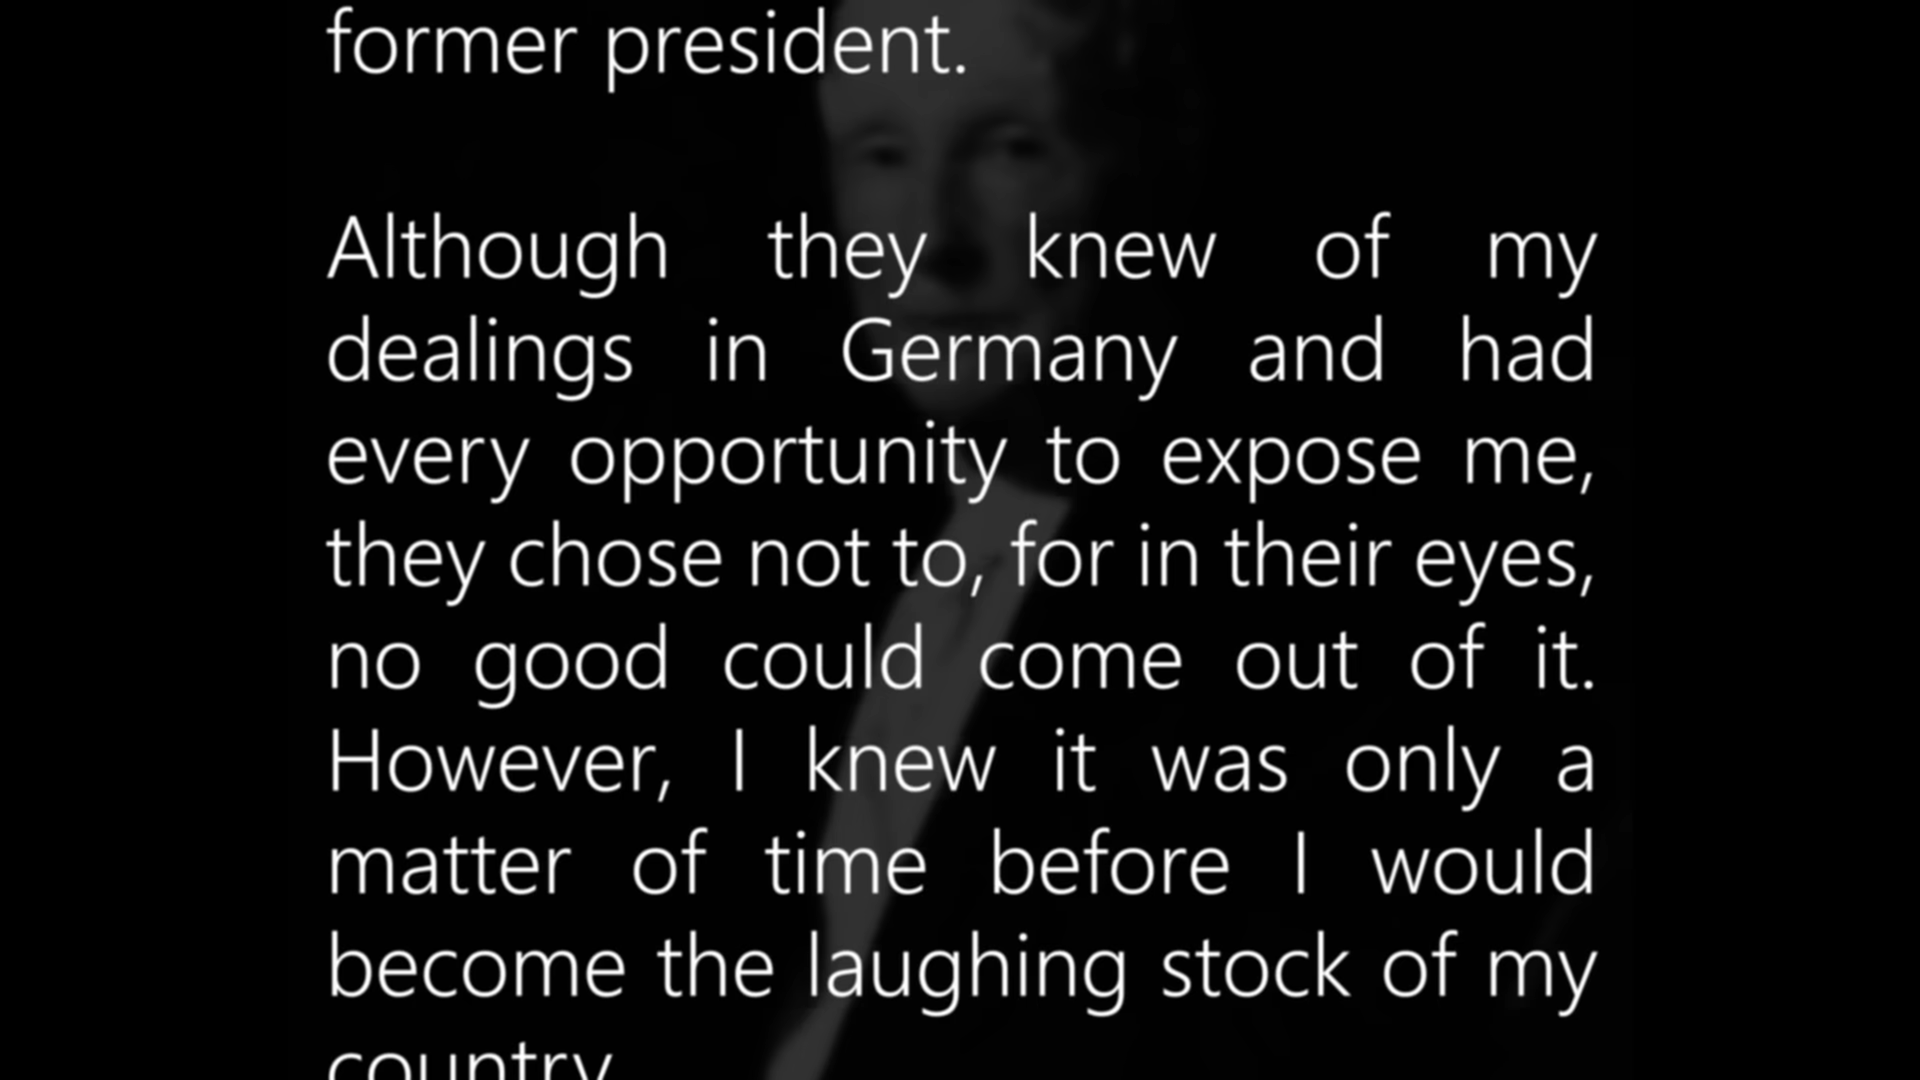 former president.
Although they knew of my
dealings in Germany and had
every opportunity to expose me,
they chose not to, for in their eyes,
no good could come out of it.
However, I knew it was only a
matter of time before I would
become the laughing stock of my
country